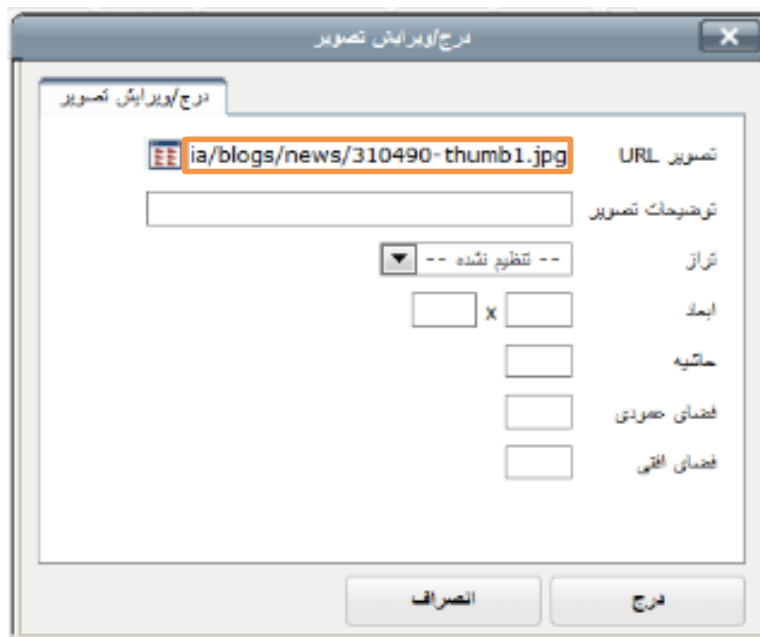 درج/ویرایش تصویر
درج/ویرایش تصویر
تصویر URL ia/blogs/news/310490-thumb1.jpg
توضیحات تصویر
تراز -- تنظیم نشده --
ابعاد x
حاشیه
فضای عمودی
فضای افقی
درج انصراف